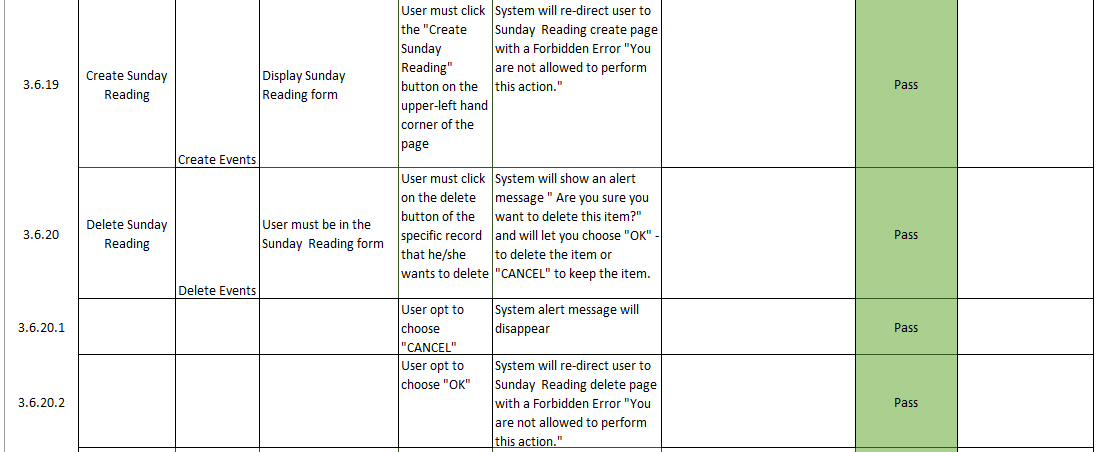 3.6.19
Create Sunday
Reading
Create Events
Display Sunday
Reading form
User must click
the "Create
Sunday
Reading"
button on the
upper-left hand
corner of the
page
System will re-direct user to
Sunday  Reading create page
with a Forbidden Error "You
are not allowed to perform
this action."
Pass
3.6.20
Delete Sunday
Reading
Delete Events
User must be in the
Sunday  Reading form
User must click
on the delete
button of the
specific record
that he/she
wants to delete
System will show an alert
message " Are you sure you
want to delete this item?"
and will let you choose "OK" -
to delete the item or
"CANCEL" to keep the item.
Pass
3.6.20.1
User opt to
choose
"CANCEL"
System alert message will
disappear
Pass
3.6.20.2
User opt to
choose "OK"
System will re-direct user to
Sunday  Reading delete page
with a Forbidden Error "You
are not allowed to perform
this action."
Pass